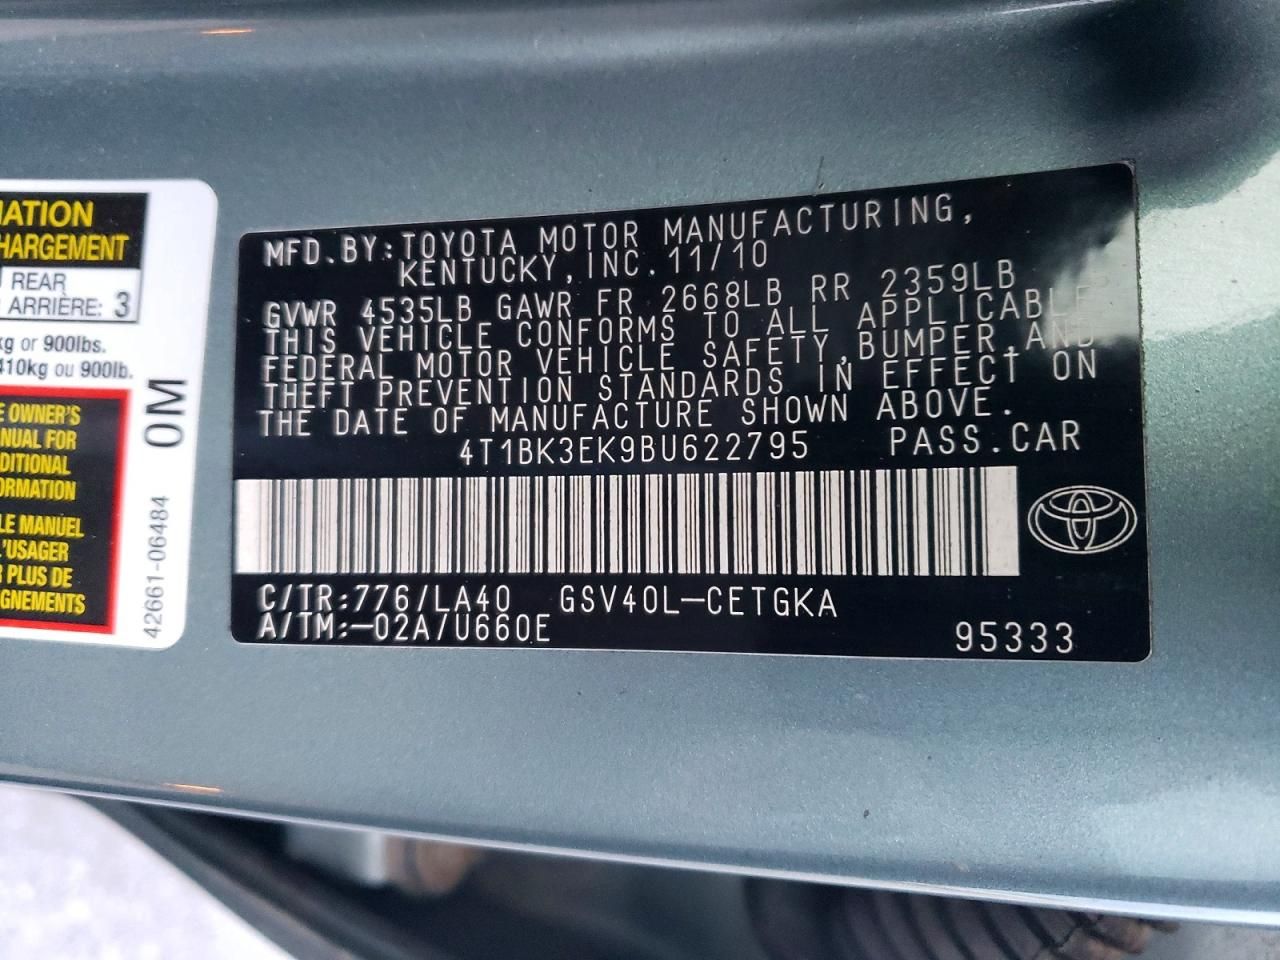 MATION
HARGEMENT
REAR
ARRIÈRE: 3
kg or 900lbs.
410kg ou 900lb.
OWNER'S
NUAL FOR
DITIONAL
ORMATION
LE MANUEL
L'USAGER
R PLUS DE
GNEMENTS
0M
42661-06484
MFD.BY:TOYOTA MOTOR MANUFACTURING,
KENTUCKY,INC.11/10
GVWR 4535LB GAWR FR 2668LB RR 2359LB
THIS VEHICLE CONFORMS TO ALL APPLICABLE
FEDERAL MOTOR VEHICLE SAFETY,BUMPER,AND
THEFT PREVENTION STANDARDS IN EFFECT ON
THE DATE OF MANUFACTURE SHOWN ABOVE.
4T1BK3EK9BU622795 PASS.CAR
C/TR:776/LA40 GSV40L-CETGKA
A/TM:-02A/U660E
95333